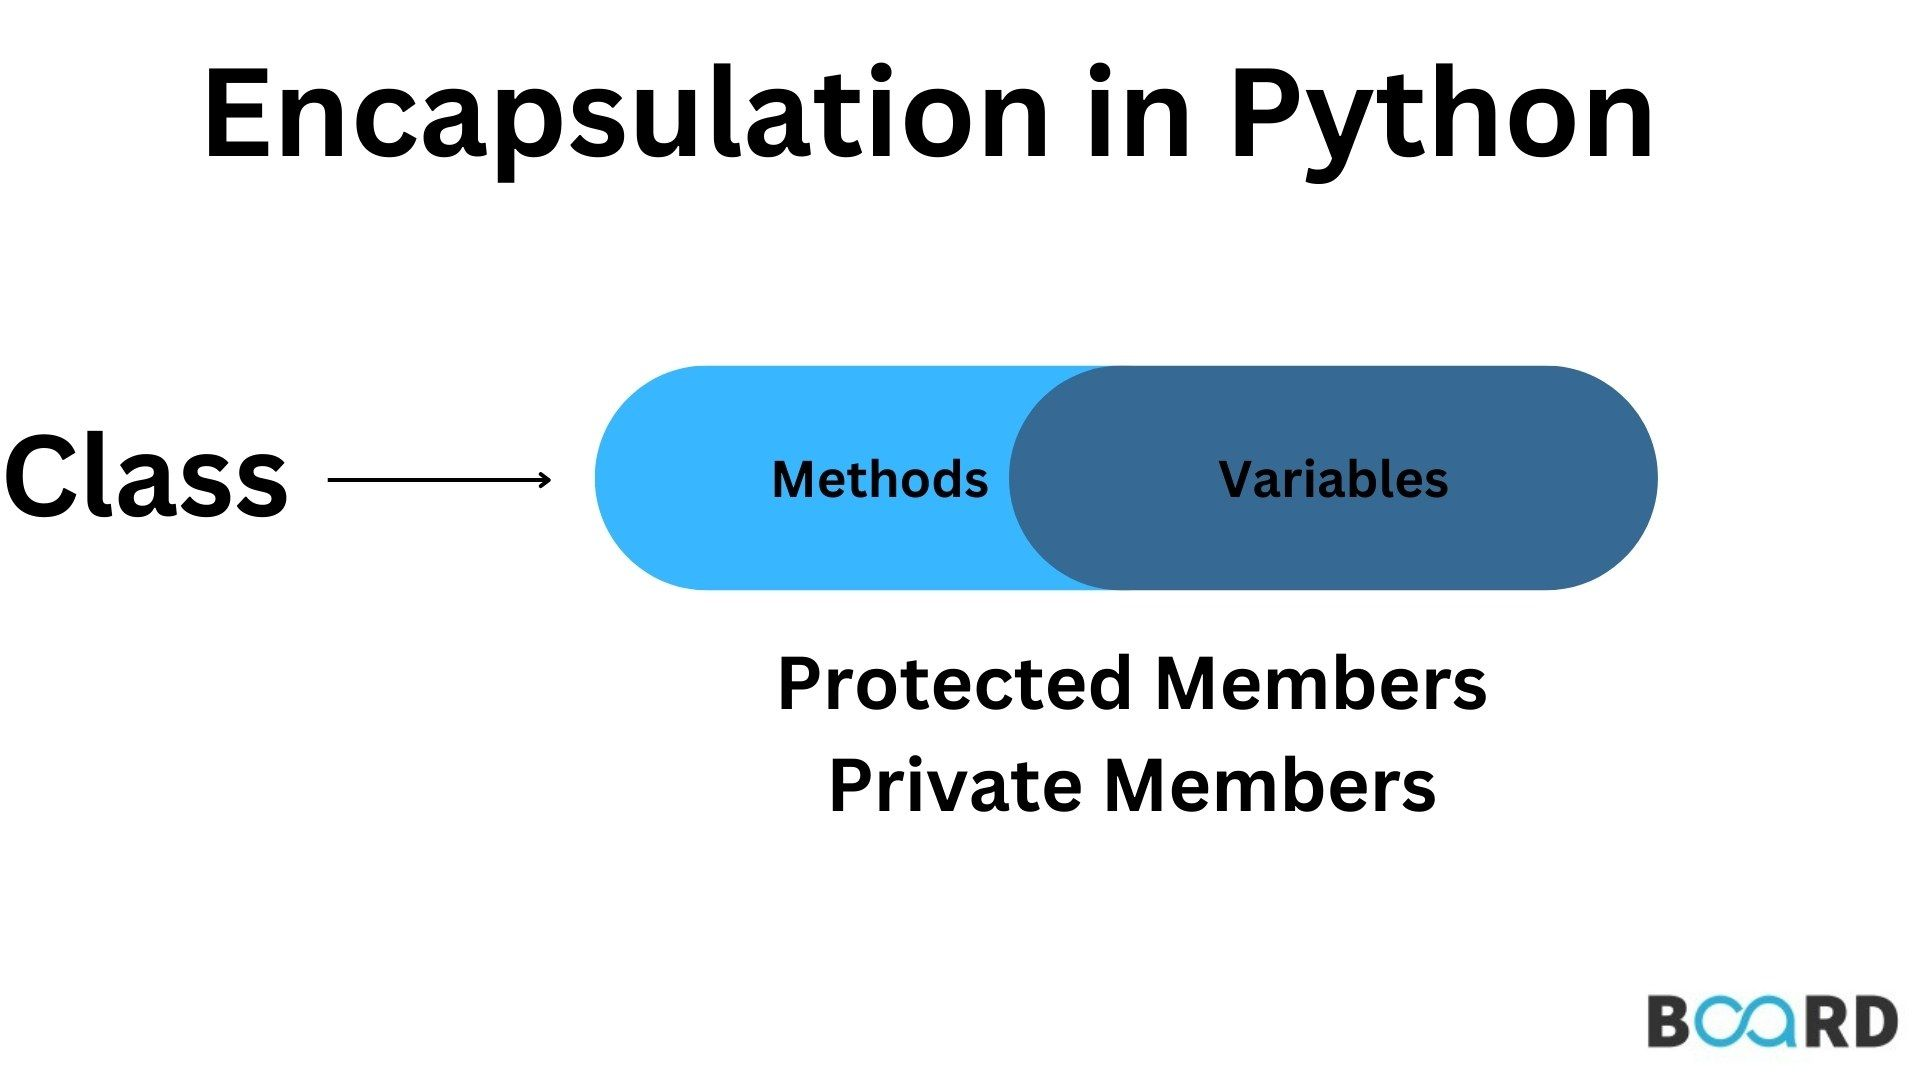 Encapsulation in Python
Class
Methods
Variables
Protected Members
Private Members
BOARD